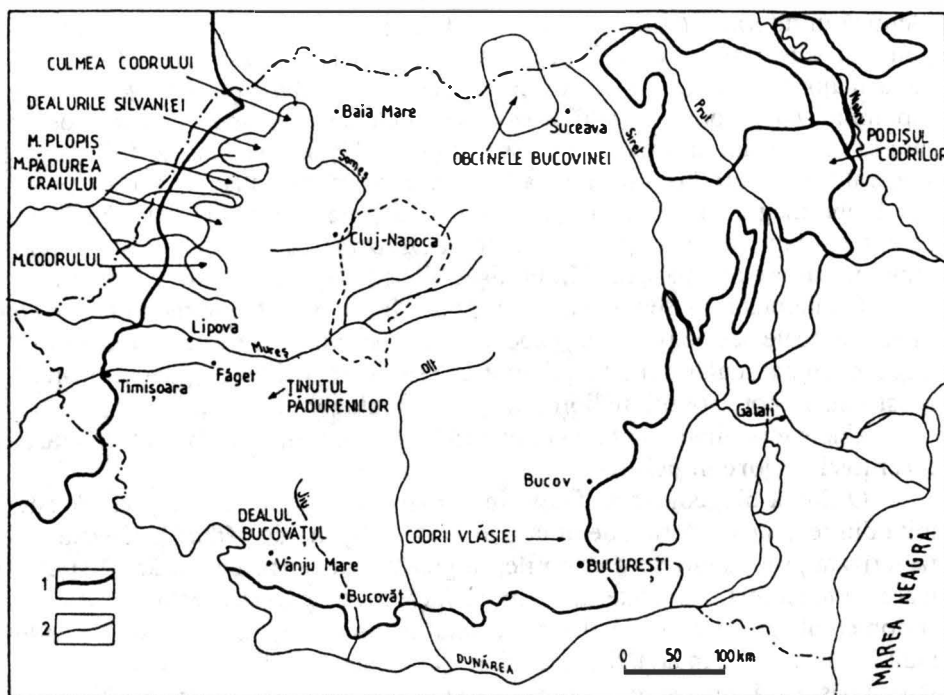 CULMEA CODRULUI
DEALURILE SILVANIEI
M. PLOPIȘ
M. PĂDUREA
CRAIULUI
M.CODRULUI
Baia Mare
Someș
Cluj-Napoca
OBCINELE BUCOVINEI
Suceava
Siret
Prut
Nistru
PODIȘUL
CODRILOR
Lipova
Mureș
Făget
Timișoara
ȚINUTUL
PĂDURENILOR
Olt
Galați
Bucov
Jiu
DEALUL
BUCOVĂȚUL
Vânju Mare
Bucovăț
CODRII VLĂSIEI
BUCUREȘTI
DUNĂREA
MAREA NEAGRA
1
2
0 50 100 km